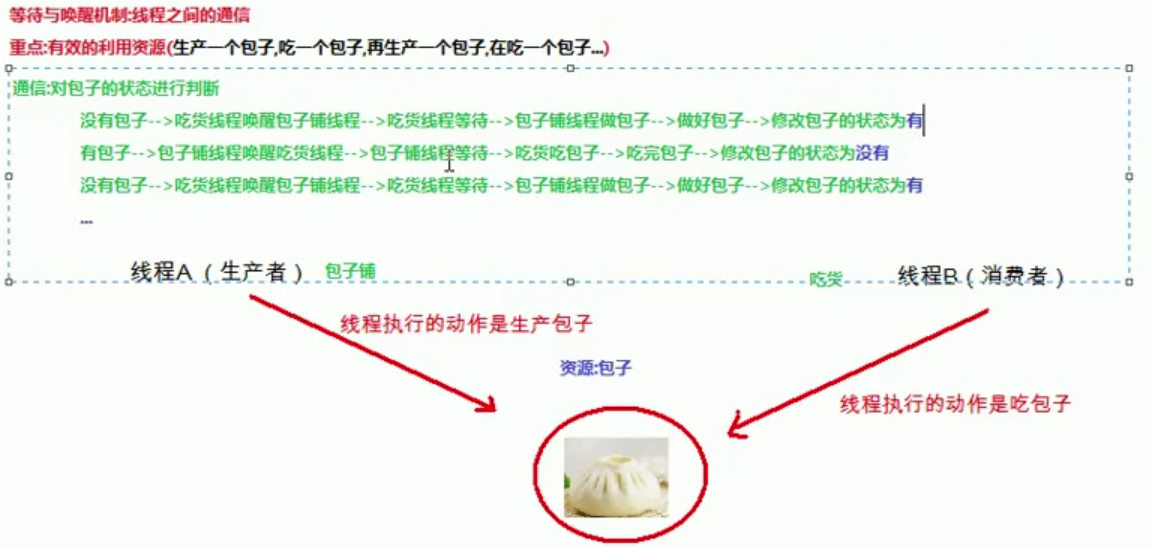 等待与唤醒机制:线程之间的通信
重点:有效的利用资源(生产一个包子,吃一个包子,再生产一个包子,在吃一个包子...)
通信:对包子的状态进行判断
没有包子-->吃货线程唤醒包子铺线程-->吃货线程等待-->包子铺线程做包子-->做好包子-->修改包子的状态为有
有包子-->包子铺线程唤醒吃货线程-->包子铺线程等待-->吃货吃包子-->吃完包子-->修改包子的状态为没有
没有包子-->吃货线程唤醒包子铺线程-->吃货线程等待-->包子铺线程做包子-->做好包子-->修改包子的状态为有
...
线程A（生产者） 包子铺
吃货 线程B（消费者）
线程执行的动作是生产包子
资源:包子
线程执行的动作是吃包子